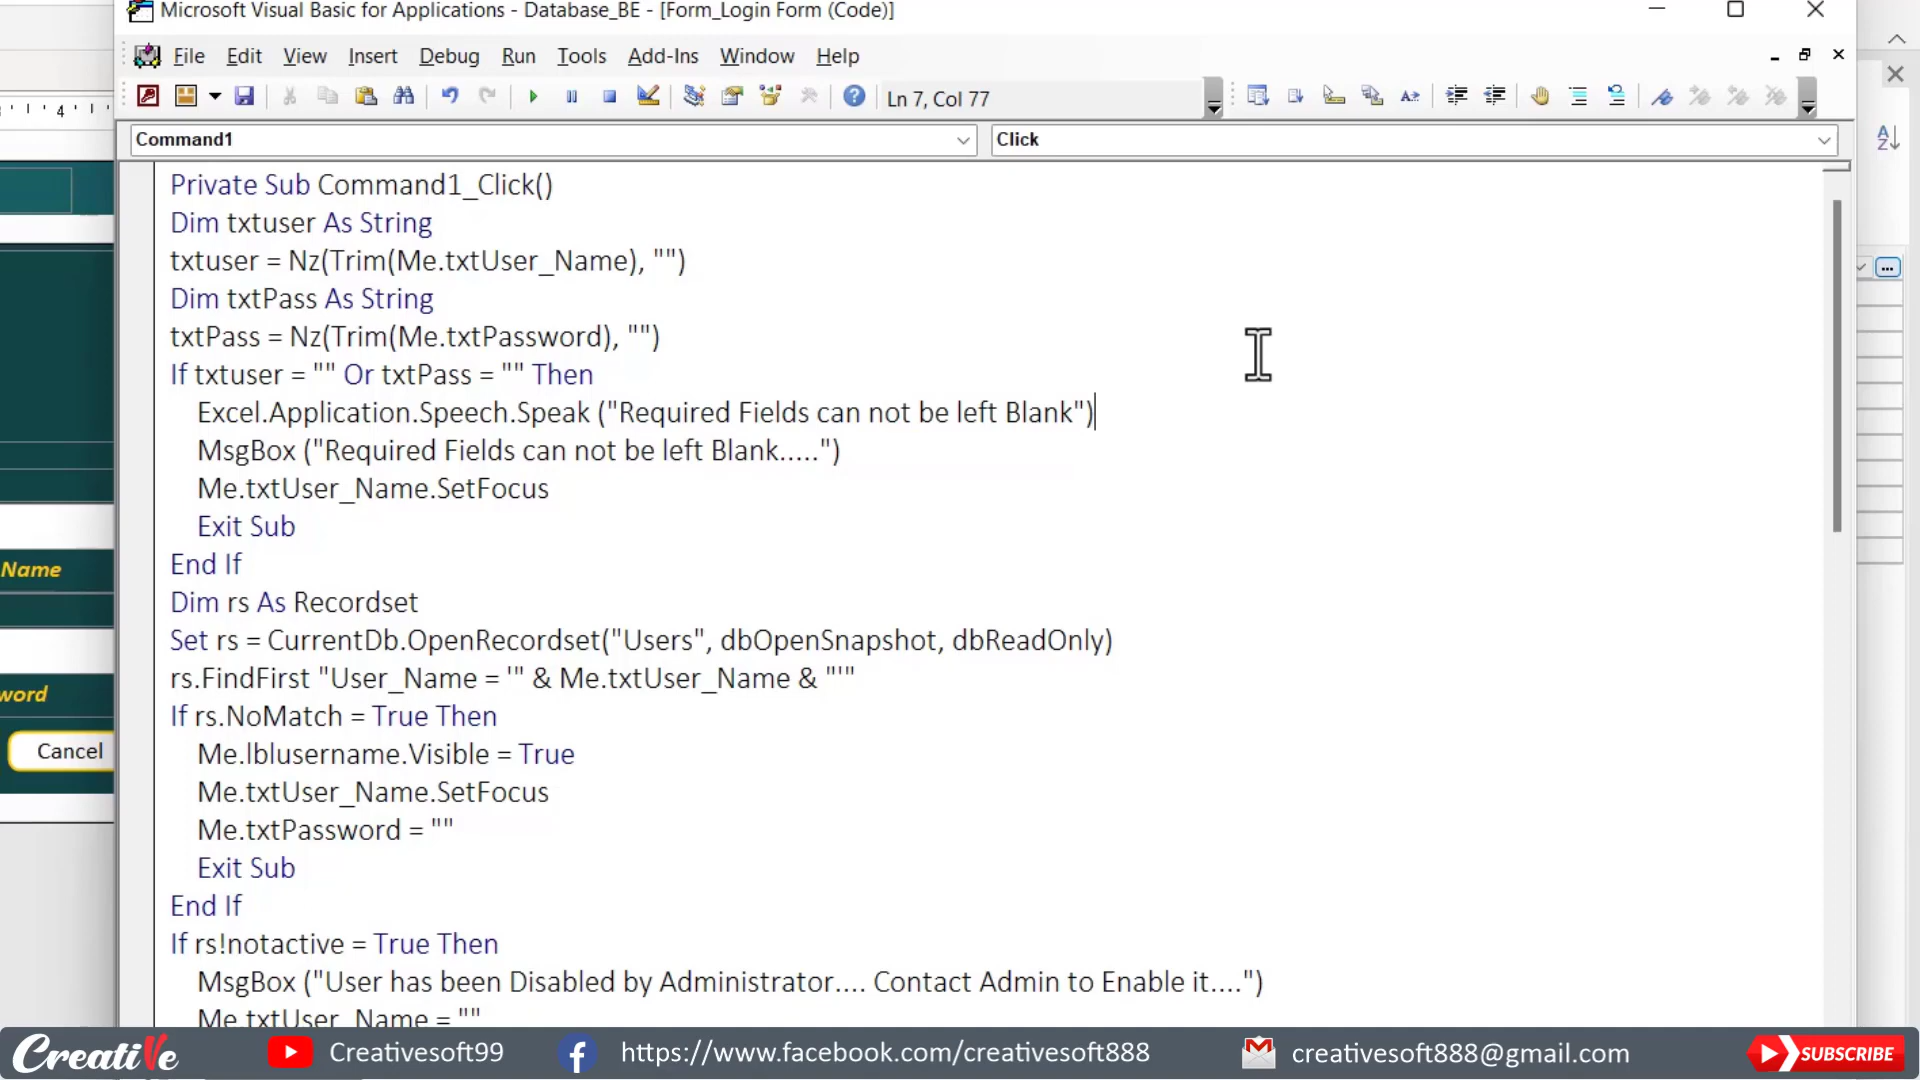 Microsoft Visual Basic for Applications - Database_BE - [Form_Login Form (Code)]
File Edit View Insert Debug Run Tools Add-Ins Window Help
Ln 7, Col 77
Command1
Click
Private Sub Command1_Click()
Dim txtuser As String
txtuser = Nz(Trim(Me.txtUser_Name), "")
Dim txtPass As String
txtPass = Nz(Trim(Me.txtPassword), "")
If txtuser = "" Or txtPass = "" Then
Excel.Application.Speech.Speak ("Required Fields can not be left Blank")
MsgBox ("Required Fields can not be left Blank.....")
Me.txtUser_Name.SetFocus
Exit Sub
End If
Dim rs As Recordset
Set rs = CurrentDb.OpenRecordset("Users", dbOpenSnapshot, dbReadOnly)
rs.FindFirst "User_Name = '" & Me.txtUser_Name & "'"
If rs.NoMatch = True Then
Me.lblusername.Visible = True
Me.txtUser_Name.SetFocus
Me.txtPassword = ""
Exit Sub
End If
If rs!notactive = True Then
MsgBox ("User has been Disabled by Administrator.... Contact Admin to Enable it....")
Me.txtUser_Name = ""
4
Name
word
Cancel
A
Z
...
Creative
Creativesoft99
https://www.facebook.com/creativesoft888
creativesoft888@gmail.com
SUBSCRIBE